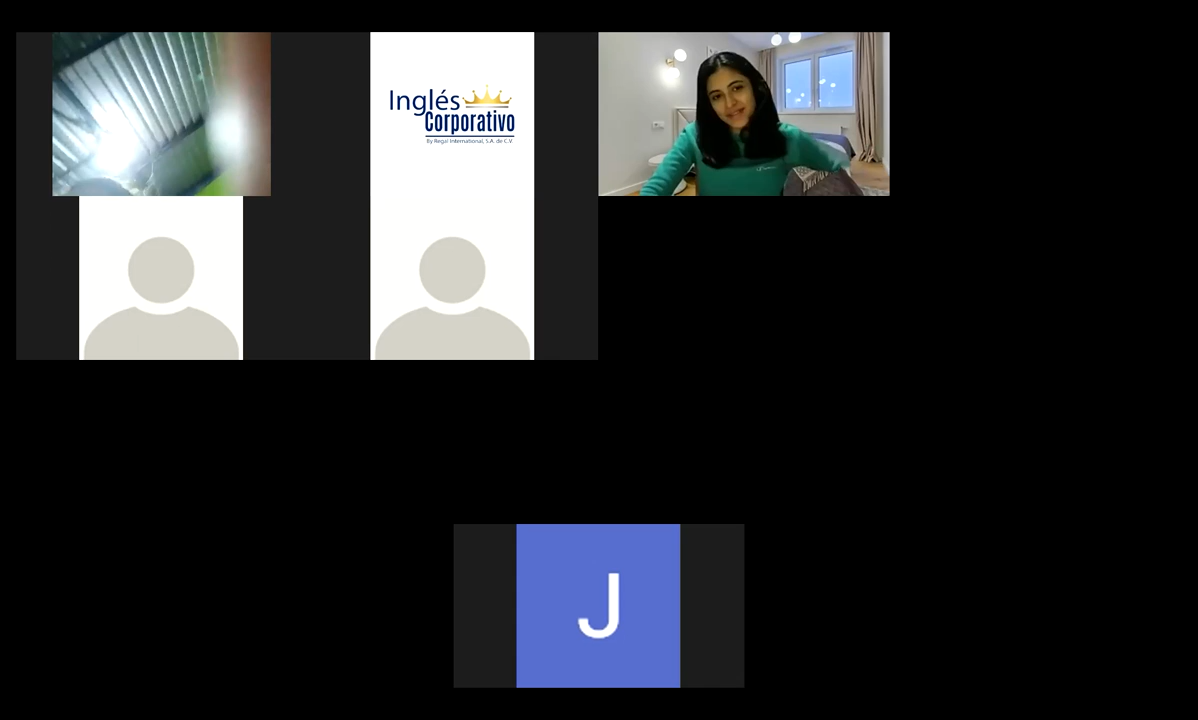 Inglés
Corporativo
By Regal International, S.A. de C.V.
J